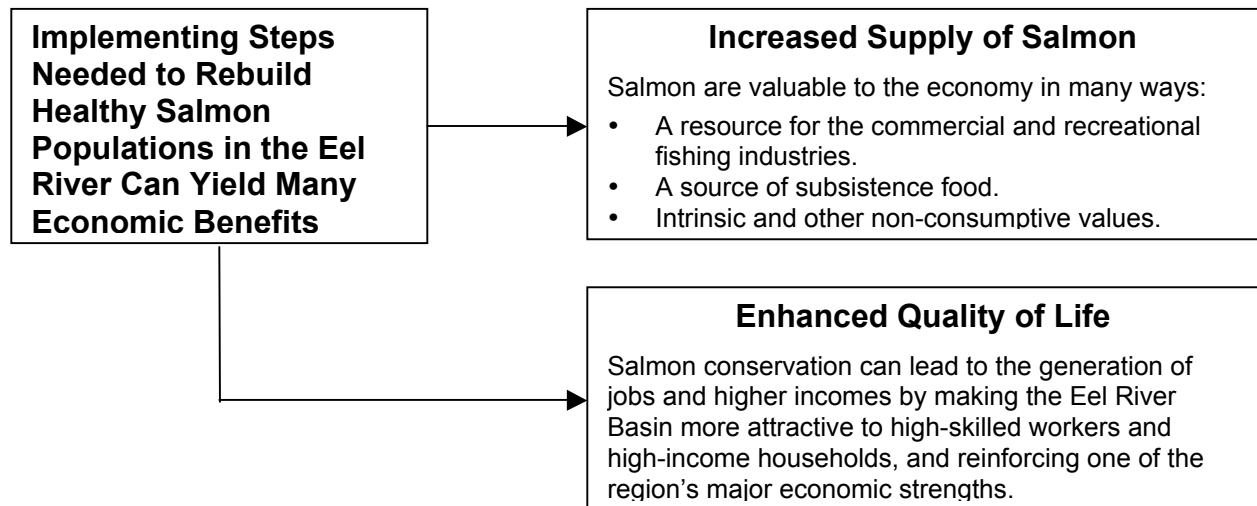 Implementing Steps
Needed to Rebuild
Healthy Salmon
Populations in the Eel
River Can Yield Many
Economic Benefits
Increased Supply of Salmon
Salmon are valuable to the economy in many ways:
• A resource for the commercial and recreational
fishing industries.
• A source of subsistence food.
• Intrinsic and other non-consumptive values.
Enhanced Quality of Life
Salmon conservation can lead to the generation of
jobs and higher incomes by making the Eel River
Basin more attractive to high-skilled workers and
high-income households, and reinforcing one of the
region’s major economic strengths.